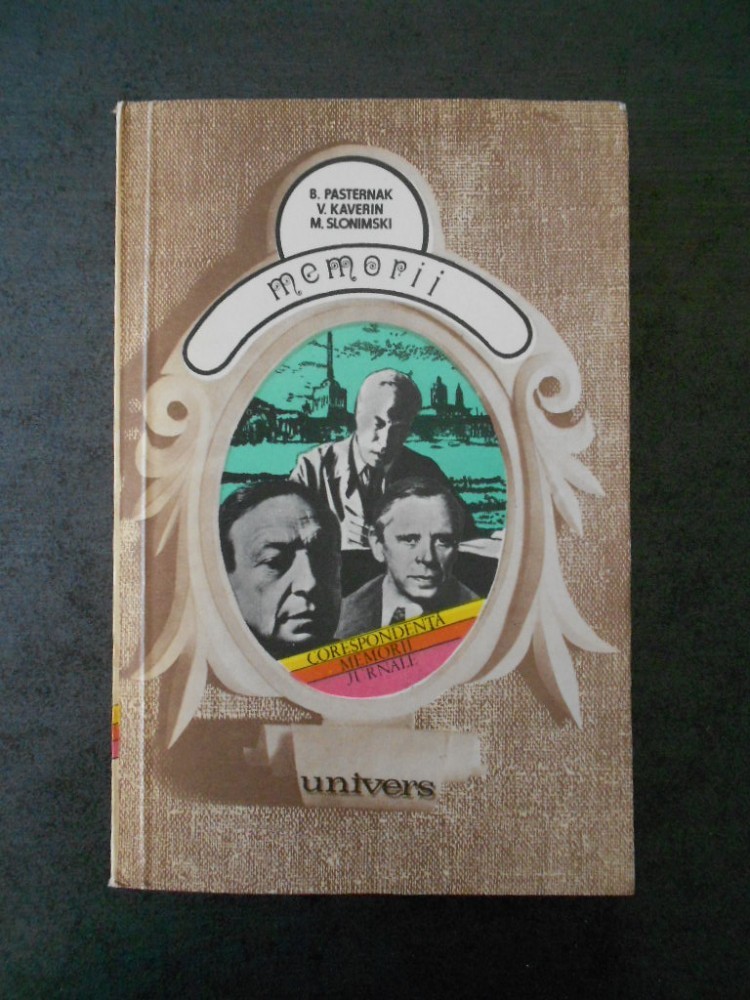 B. PASTERNAK
V. KAVERIN
M. SLONIMSKI
memorii
CORESPONDENȚĂ
MEMORII
JURNALE
univers